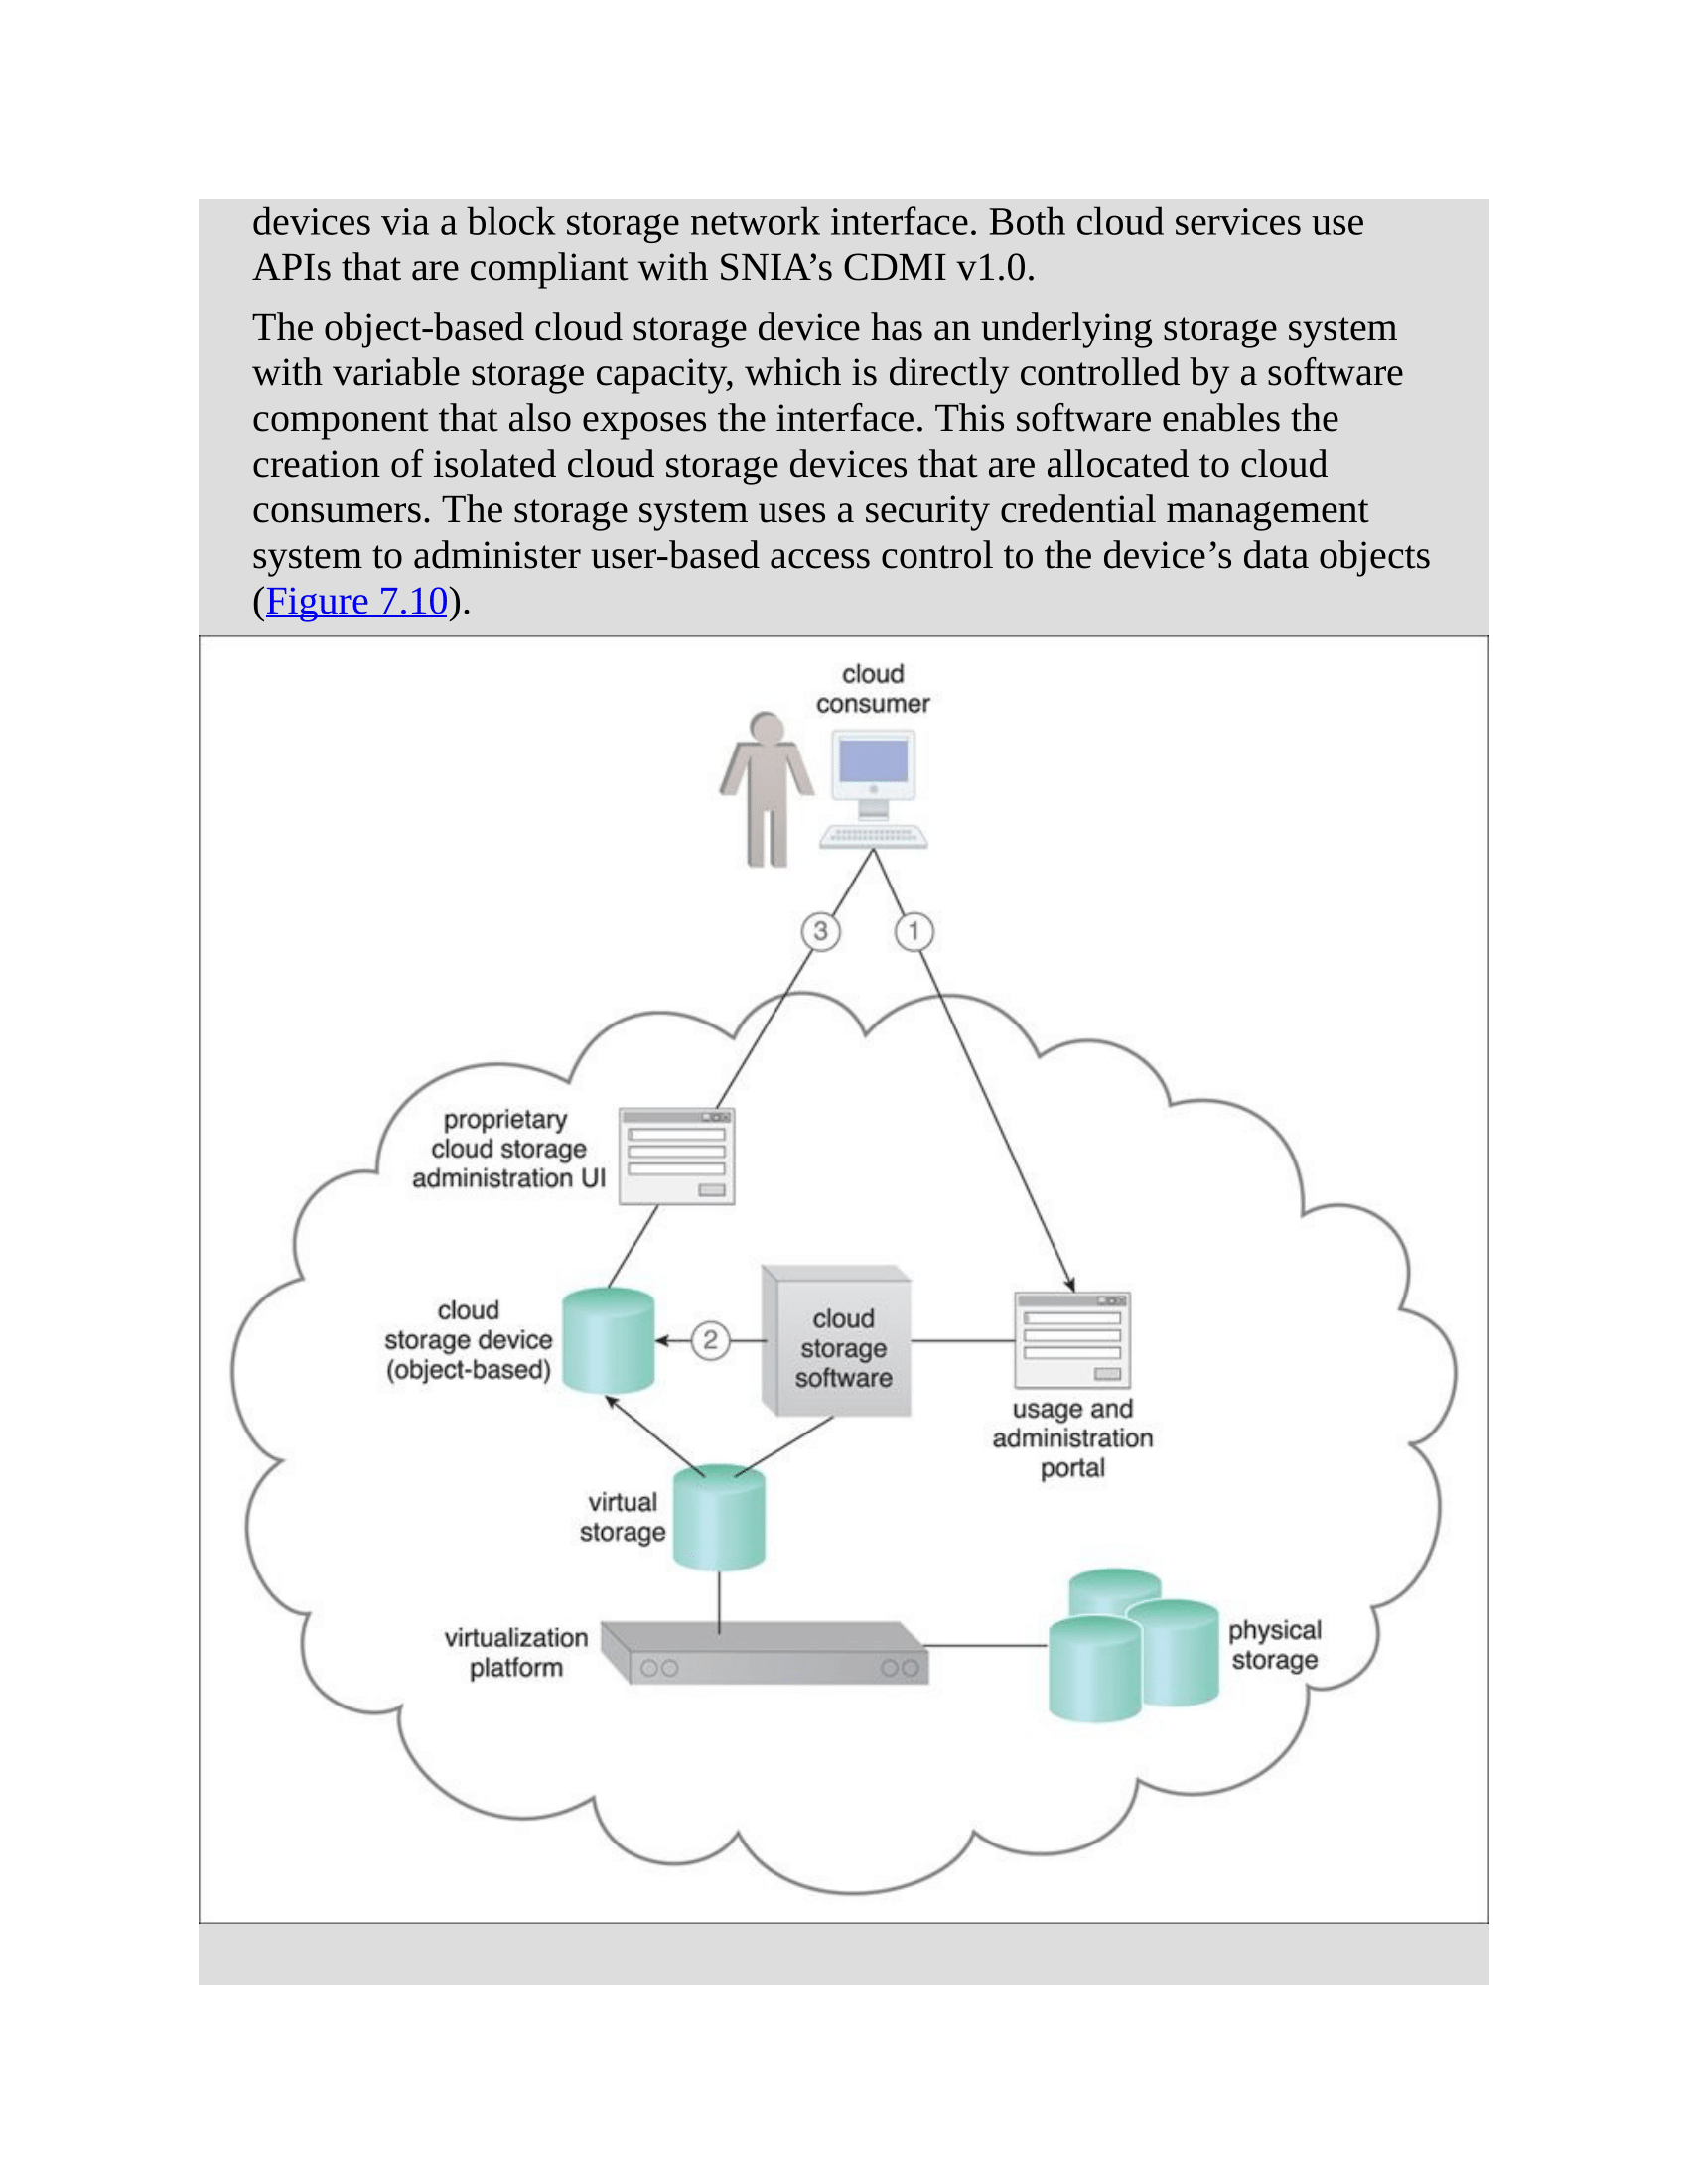 devices via a block storage network interface. Both cloud services use
APIs that are compliant with SNIA’s CDMI v1.0.
The object-based cloud storage device has an underlying storage system
with variable storage capacity, which is directly controlled by a software
component that also exposes the interface. This software enables the
creation of isolated cloud storage devices that are allocated to cloud
consumers. The storage system uses a security credential management
system to administer user-based access control to the device’s data objects
(Figure 7.10).
cloud
consumer
3
1
proprietary
cloud storage
administration UI
cloud
storage device
(object-based)
2
cloud
storage
software
usage and
administration
portal
virtual
storage
virtualization
platform
physical
storage